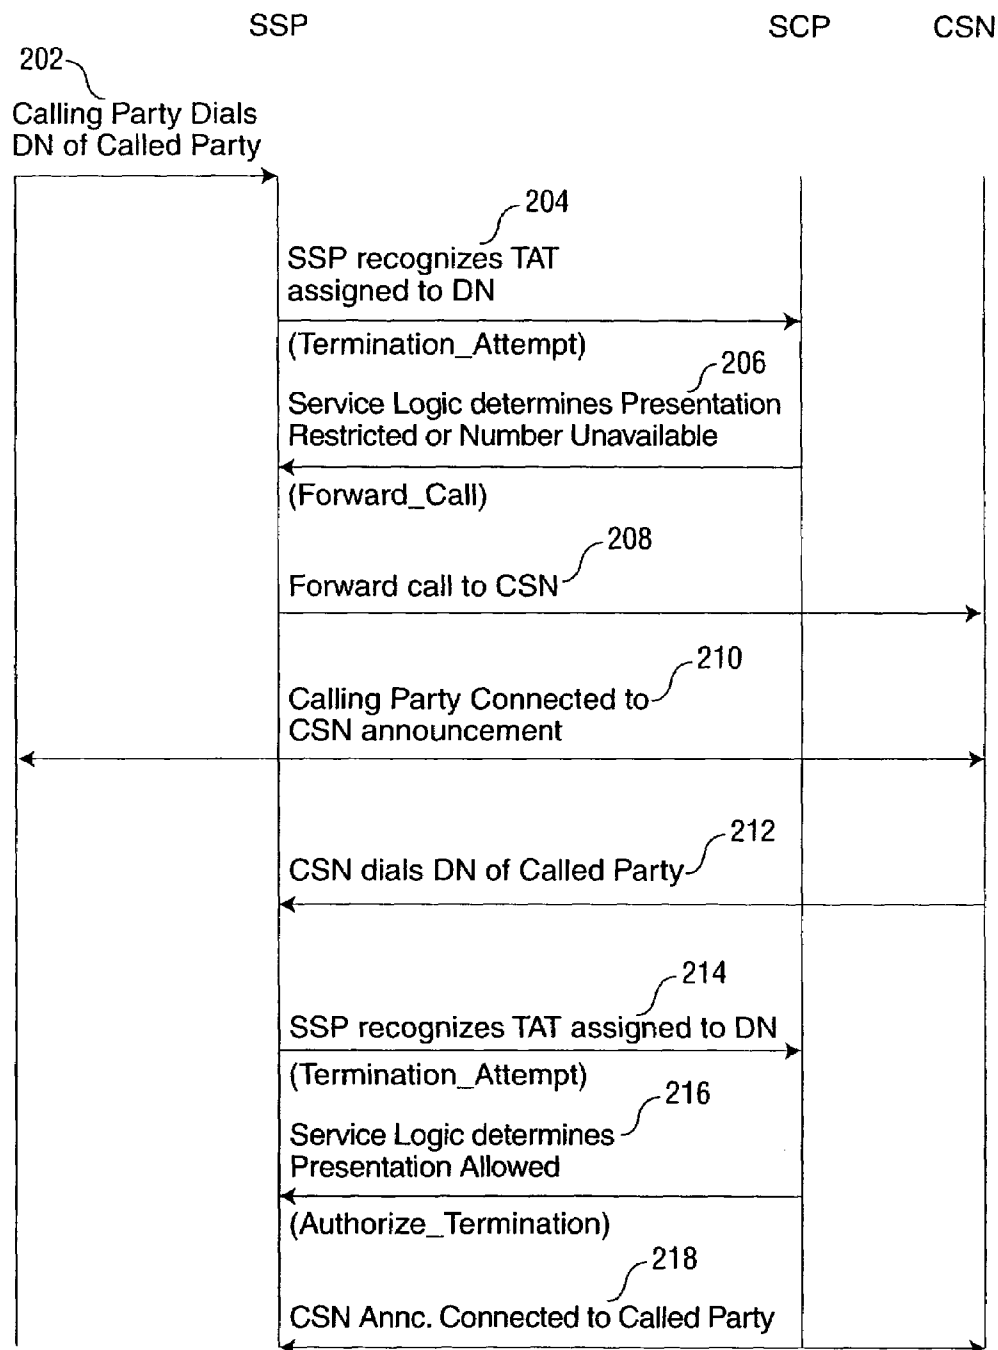 SSP SCP CSN
202
Calling Party Dials
DN of Called Party
204
SSP recognizes TAT
assigned to DN
(Termination_Attempt)
206
Service Logic determines Presentation
Restricted or Number Unavailable
(Forward_Call)
208
Forward call to CSN
210
Calling Party Connected to
CSN announcement
212
CSN dials DN of Called Party
214
SSP recognizes TAT assigned to DN
(Termination_Attempt)
216
Service Logic determines
Presentation Allowed
(Authorize_Termination)
218
CSN Annc. Connected to Called Party